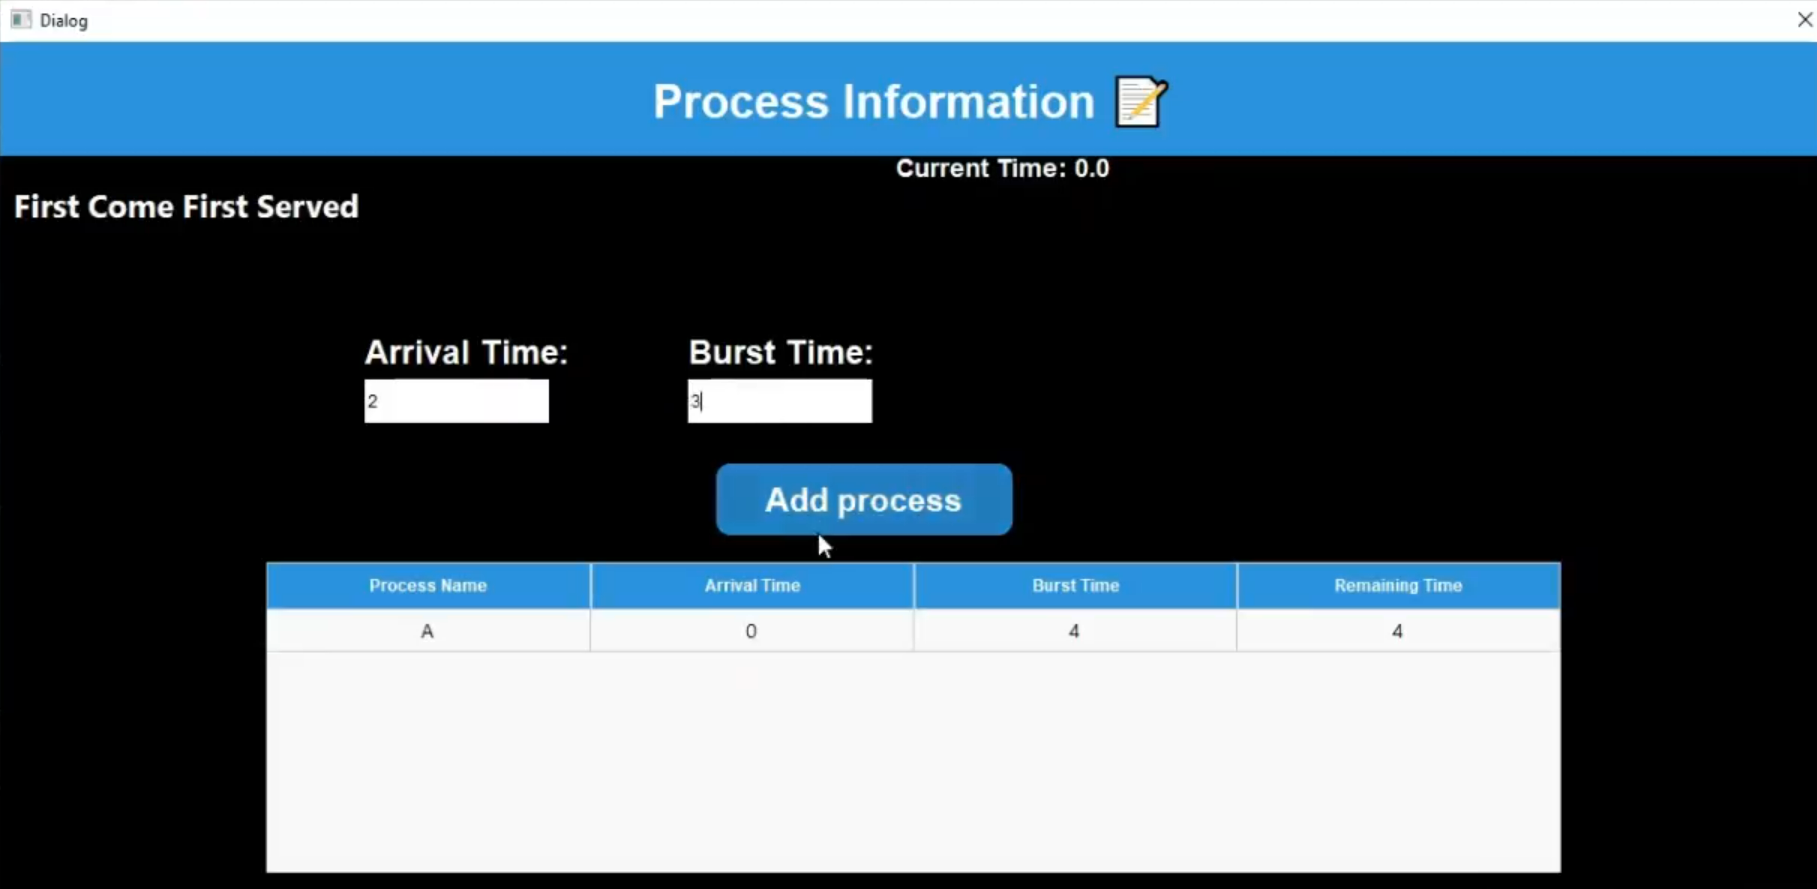 Dialog
Process Information
Current Time: 0.0
First Come First Served
Arrival Time: Burst Time:
2 3
Add process
Process Name Arrival Time Burst Time Remaining Time
A 0 4 4